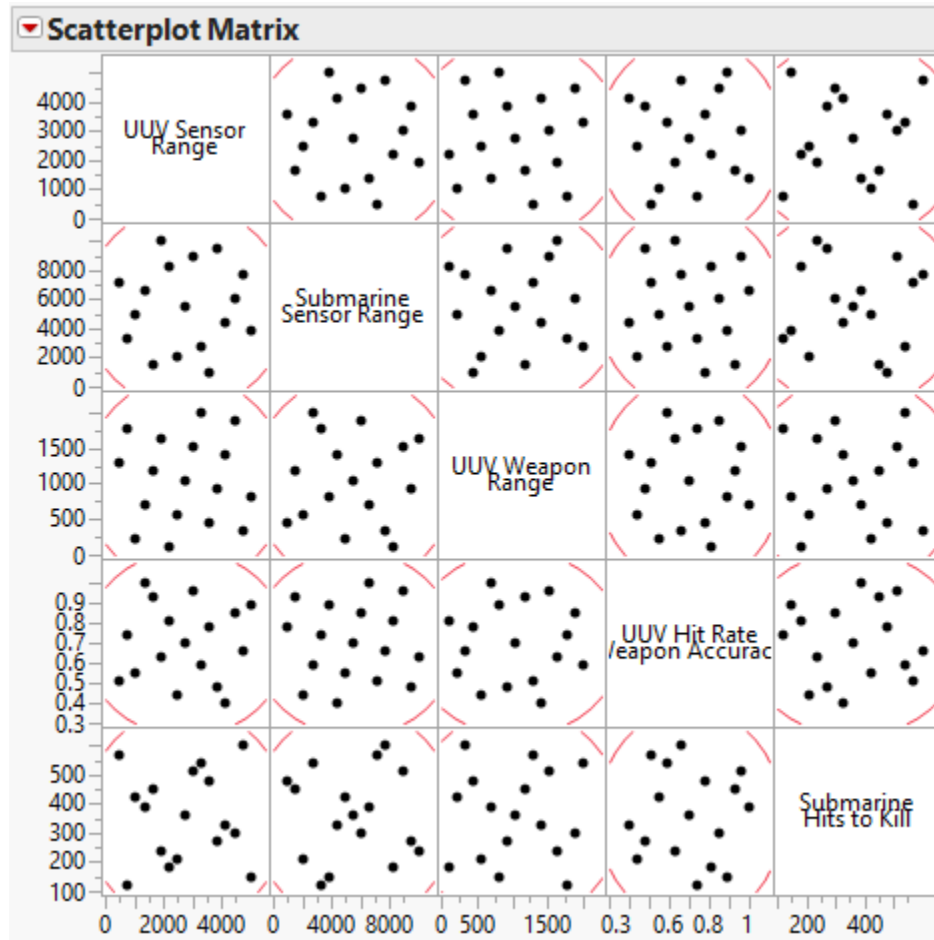 Scatterplot Matrix
4000
3000
2000
1000
0
UUV Sensor
Range
8000
6000
4000
2000
0
Submarine
Sensor Range
1500
1000
500
0
UUV Weapon
Range
0.9
0.8
0.7
0.6
0.5
0.4
0.3
UUV Hit Rate
/eapon Accurac
500
400
300
200
100
Submarine
Hits to Kill
0 2000 4000 0 4000 8000 0 500 1500 0.3 0.6 0.8 1 200 400